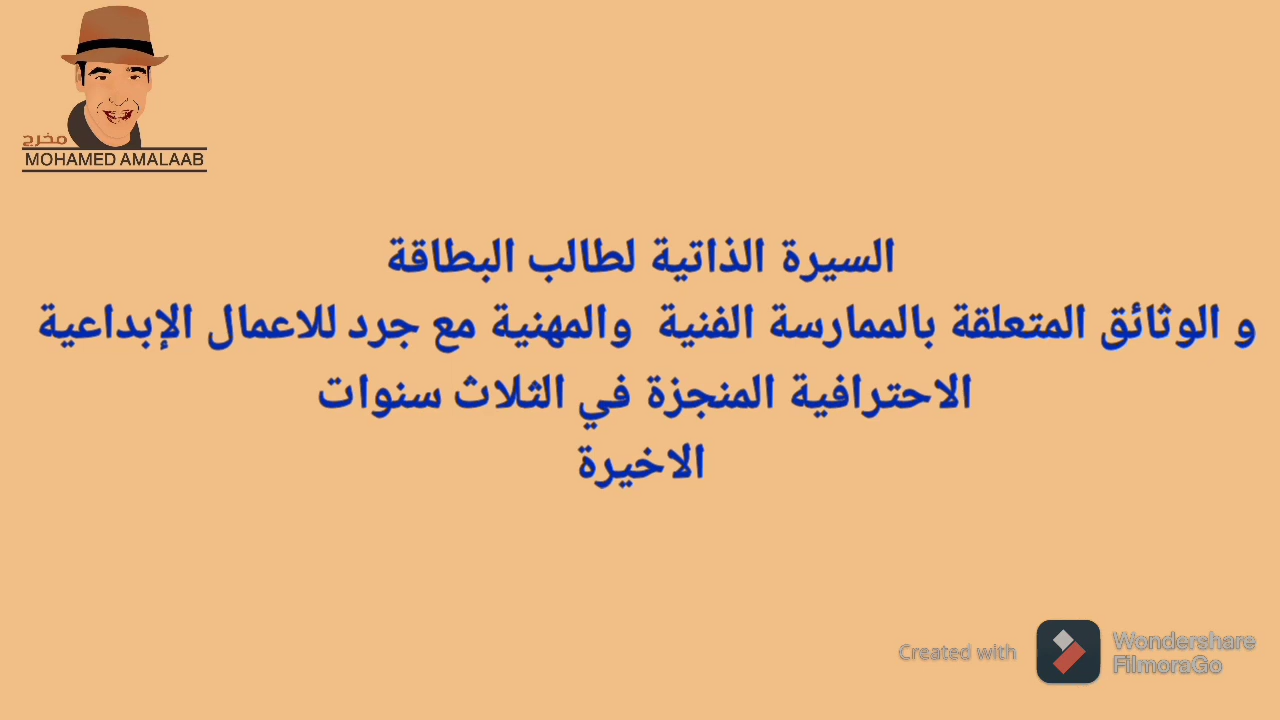 مخرج
MOHAMED AMALAAB
السيرة الذاتية لطالب البطاقة
و الوثائق المتعلقة بالممارسة الفنية والمهنية مع جرد للاعمال الإبداعية
الاحترافية المنجزة في الثلاث سنوات
الاخيرة
Created with
Wondershare
FilmoraGo